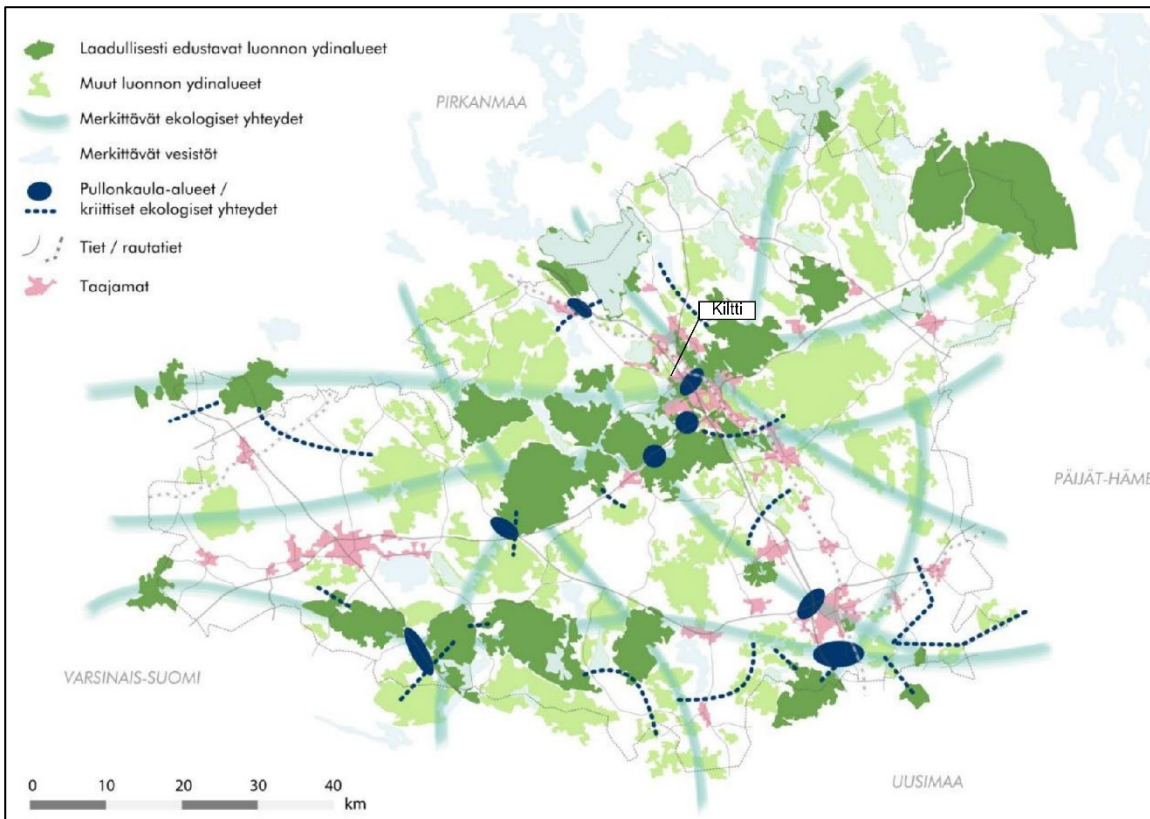 Laadullisesti edustavat luonnon ydinalueet
Muut luonnon ydinalueet
Merkittävät ekologiset yhteydet
Merkittävät vesistöt
Pullonkaula-alueet /
kriittiset ekologiset yhteydet
Tiet / rautatiet
Taajamat
PIRKANMAA
Kiltti
PÄIJÄT-HÄME
VARSINAIS-SUOMI
UUSIMAA
0 10 20 30 40
km